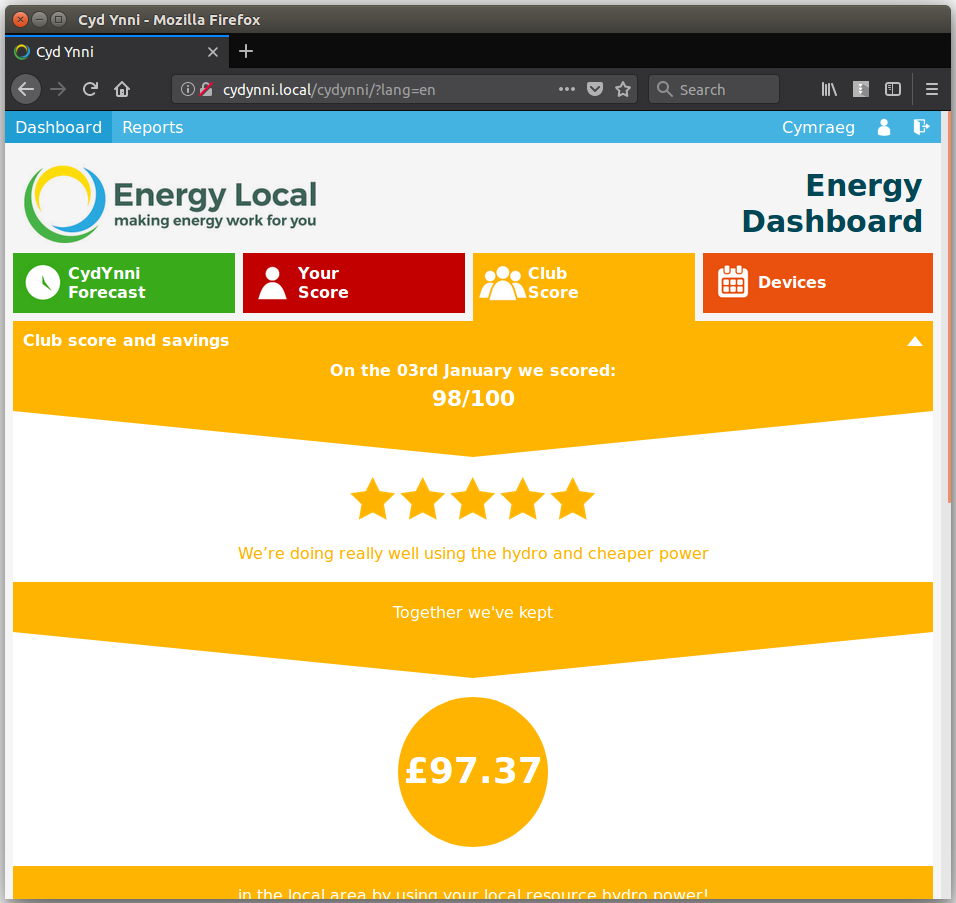 Cyd Ynni - Mozilla Firefox
Cyd Ynni
cydynni.local/cydynni/?lang=en
Search
Dashboard Reports Cymraeg
Energy Local
making energy work for you
Energy
Dashboard
CydYnni
Forecast
Your
Score
Club
Score
Devices
Club score and savings
On the 03rd January we scored:
98/100
We’re doing really well using the hydro and cheaper power
Together we've kept
£97.37
in the local area by using your local resource hydro power!